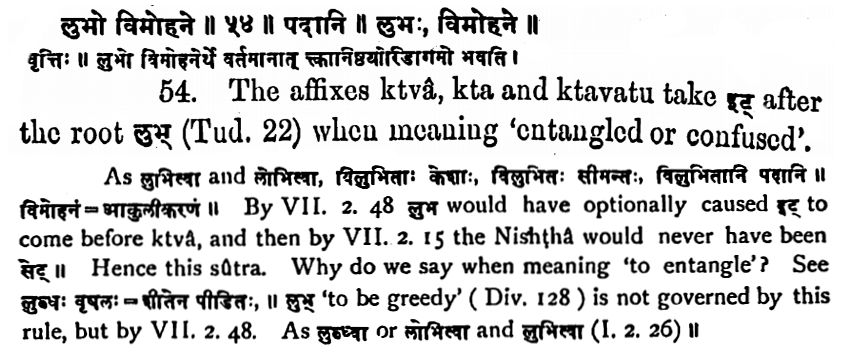 लुभो विमोहने ॥ ५४ ॥ पदानि ॥ लुभः, विमोहने ॥
वृत्तिः ॥ लुभो विमोहनेर्थे वर्तमानात् क्त्वानिष्ठयोरिडागमो भवति ।
54. The affixes ktvâ, kta and ktavatu take इट् after
the root लुभ् (Tud. 22) when meaning ‘entangled or confused’.
As लुभित्वा and लोभित्वा, विलुभिताः केशाः, विलुभितः सीमन्तः, विलुभितानि पदानि ॥
विमोहनं = आकुलीकरणं ॥ By VII. 2. 48 लुभ would have optionally caused इट् to
come before ktvâ, and then by VII. 2. 15 the Nishṭhâ would never have been
सेट् ॥ Hence this sûtra. Why do we say when meaning ‘to entangle’? See
लुब्धः वृषलः = शीतेन पीडितः, ॥ लुभ् ‘to be greedy’ ( Div. 128 ) is not governed by this
rule, but by VII. 2. 48. As लुब्ध्वा or लोभित्वा and लुभित्वा (I. 2. 26) ॥